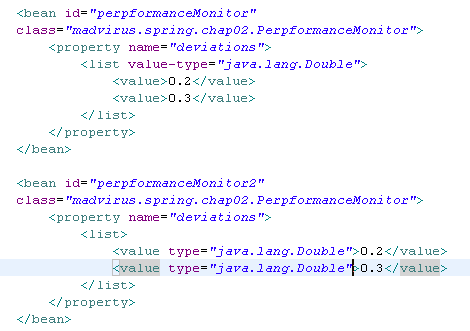 <bean id="perpformanceMonitor"
class="madvirus.spring.chap02.PerpformanceMonitor">
<property name="deviations">
<list value-type="java.lang.Double">
<value>0.2</value>
<value>0.3</value>
</list>
</property>
</bean>
<bean id="perpformanceMonitor2"
class="madvirus.spring.chap02.PerpformanceMonitor">
<property name="deviations">
<list>
<value type="java.lang.Double">0.2</value>
<value type="java.lang.Double">0.3</value>
</list>
</property>
</bean>